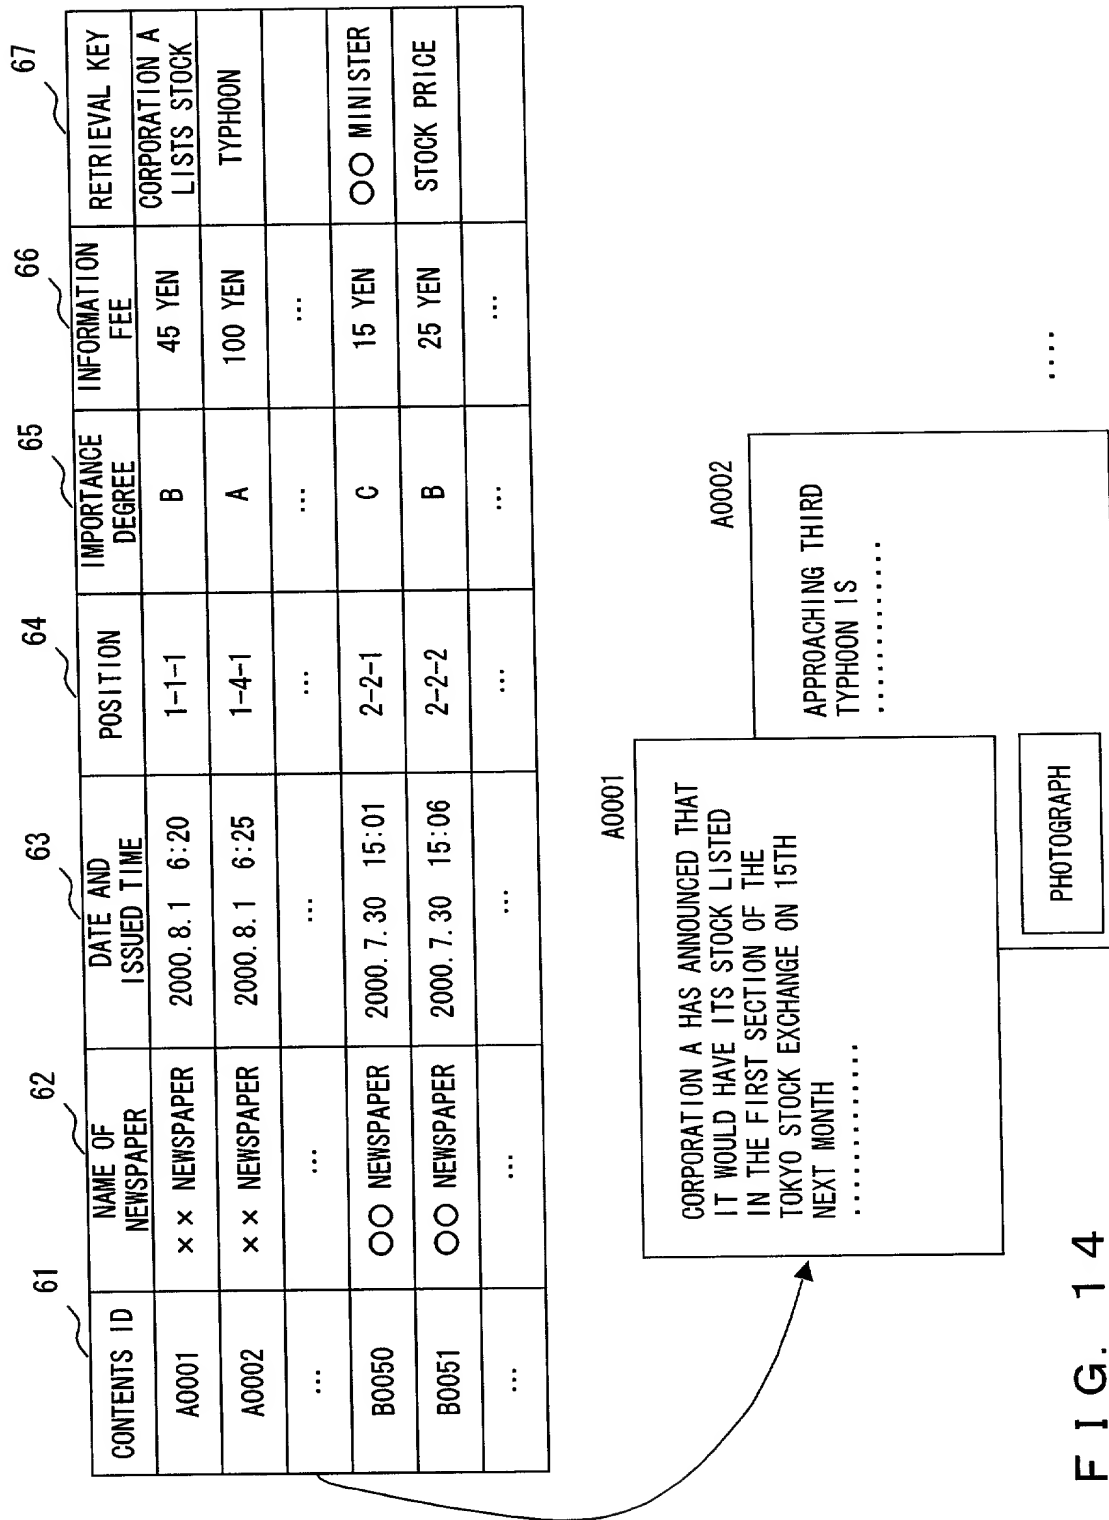 61 62 63 64 65 66 67
CONTENTS ID NAME OF NEWSPAPER DATE AND ISSUED TIME POSITION IMPORTANCE DEGREE INFORMATION FEE RETRIEVAL KEY
A0001 ×× NEWSPAPER 2000.8.1 6:20 1-1-1 B 45 YEN CORPORATION A LISTS STOCK
A0002 ×× NEWSPAPER 2000.8.1 6:25 1-4-1 A 100 YEN TYPHOON
... ... ... ... ... ...
B0050 ○○ NEWSPAPER 2000.7.30 15:01 2-2-1 C 15 YEN ○○ MINISTER
B0051 ○○ NEWSPAPER 2000.7.30 15:06 2-2-2 B 25 YEN STOCK PRICE
... ... ... ... ... ...
A0001
CORPORATION A HAS ANNOUNCED THAT
IT WOULD HAVE ITS STOCK LISTED
IN THE FIRST SECTION OF THE
TOKYO STOCK EXCHANGE ON 15TH
NEXT MONTH
.............
A0002
APPROACHING THIRD
TYPHOON IS
.............
PHOTOGRAPH
....
FIG. 14